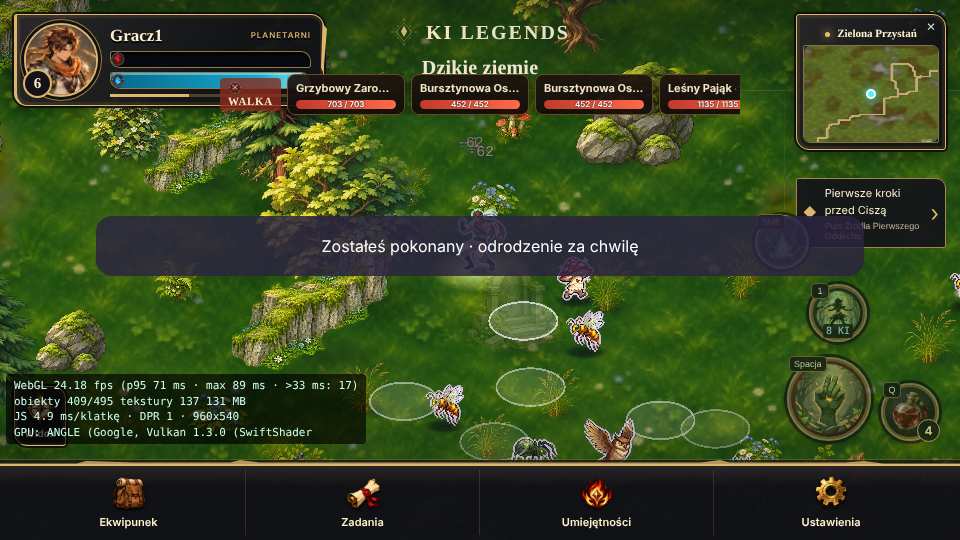 Gracz1
PLANETARNI
6
KI LEGENDS
Dzikie ziemie
WALKA
Grzybowy Zaro...
703 / 703
Bursztynowa Os...
452 / 452
Bursztynowa Os...
452 / 452
Leśny Pająk
1135 / 1135
Zielona Przystań
-62
-62
Pierwsze kroki
przed Ciszą
Zostałeś pokonany · odrodzenie za chwilę
1
8 KI
Spacja
Q
4
WebGL 24.18 fps (p95 71 ms · max 89 ms · >33 ms: 17)
obiekty 409/495 tekstury 137 131 MB
JS 4.9 ms/klatkę · DPR 1 · 960x540
GPU: ANGLE (Google, Vulkan 1.3.0 (SwiftShader
Ekwipunek
Zadania
Umiejętności
Ustawienia